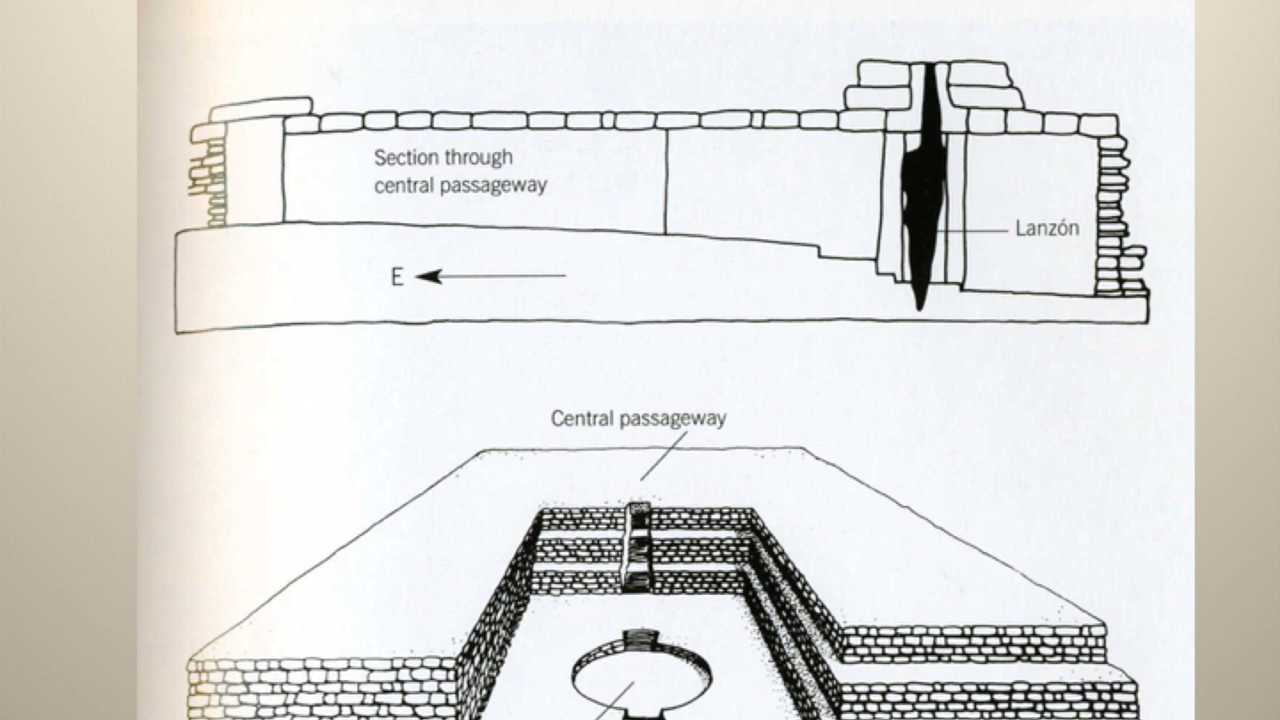 Section through
central passageway
Lanzón
E
Central passageway